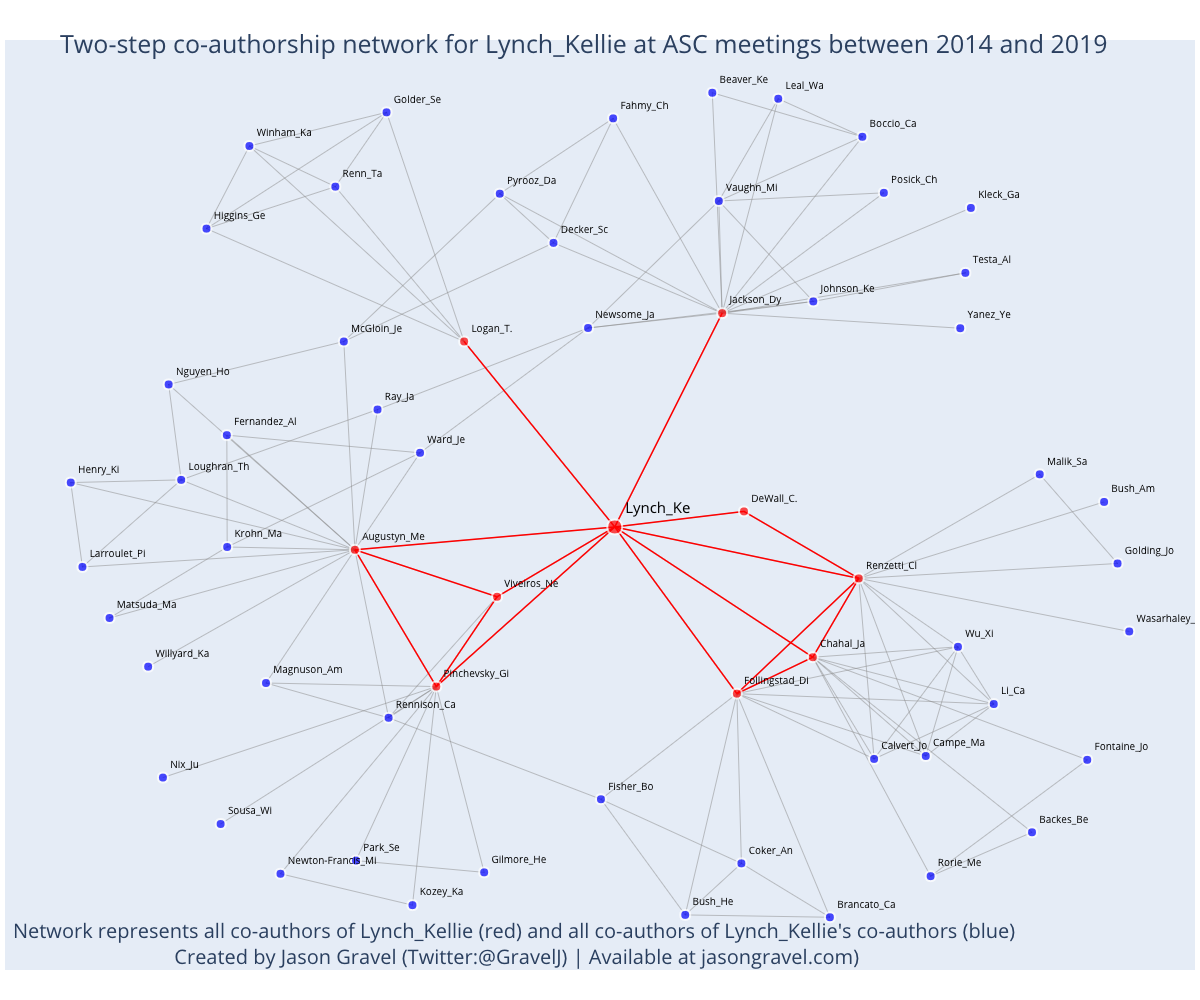 Two-step co-authorship network for Lynch_Kellie at ASC meetings between 2014 and 2019
Beaver_Ke
Leal_Wa
Golder_Se
Fahmy_Ch
Boccio_Ca
Winham_Ka
Renn_Ta
Pyrooz_Da
Vaughn_Mi
Posick_Ch
Kleck_Ga
Higgins_Ge
Decker_Sc
Testa_Al
Johnson_Ke
Jackson_Dy
Newsome_Ja
Yanez_Ye
McGloin_Je
Logan_T.
Nguyen_Ho
Ray_Ja
Fernandez_Al
Ward_Je
Henry_Ki
Loughran_Th
Malik_Sa
Bush_Am
DeWall_C.
Lynch_Ke
Krohn_Ma
Augustyn_Me
Larroulet_Pi
Golding_Jo
Renzetti_Cl
Viveiros_Ne
Matsuda_Ma
Wasarhaley_
Wu_Xi
Chahal_Ja
Willyard_Ka
Magnuson_Am
Pinchevsky_Gi
Follingstad_Di
Li_Ca
Rennison_Ca
Calvert_Jo
Campe_Ma
Fontaine_Jo
Nix_Ju
Fisher_Bo
Sousa_Wi
Backes_Be
Park_Se
Newton-Francis_Mi
Gilmore_He
Coker_An
Rorie_Me
Kozey_Ka
Bush_He
Brancato_Ca
Network represents all co-authors of Lynch_Kellie (red) and all co-authors of Lynch_Kellie's co-authors (blue)
Created by Jason Gravel (Twitter:@GravelJ) | Available at jasongravel.com)